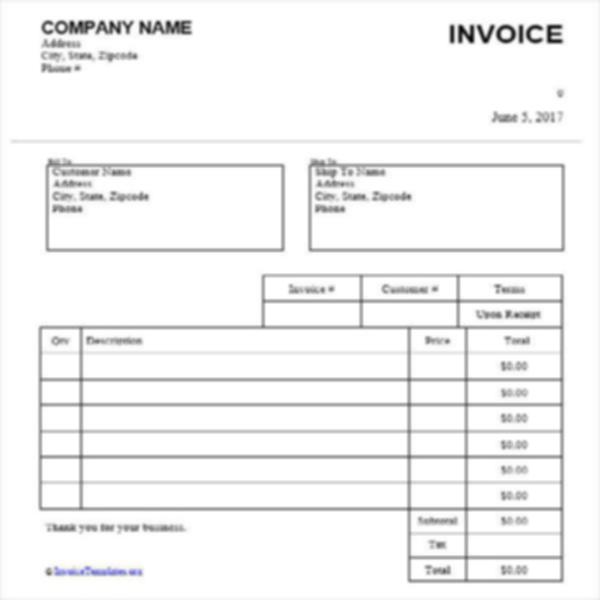 COMPANY NAME
INVOICE
Address
City, State, Zipcode
Phone #
June 5, 2017
Bill To
Customer Name
Address
City, State, Zipcode
Phone
Ship To
Ship To Name
Address
City, State, Zipcode
Phone
Invoice # Customer # Terms
Upon Receipt
Qty Description Price Total
$0.00
$0.00
$0.00
$0.00
$0.00
$0.00
Subtotal $0.00
Thank you for your business.
Tax
© InvoiceTemplates.org Total $0.00